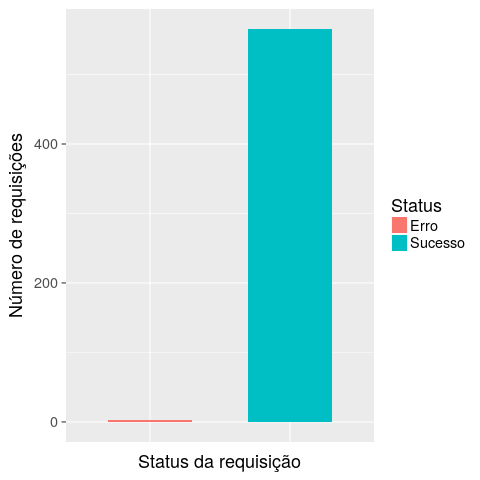 Número de requisições
400
200
0
Status da requisição
Status
Erro
Sucesso